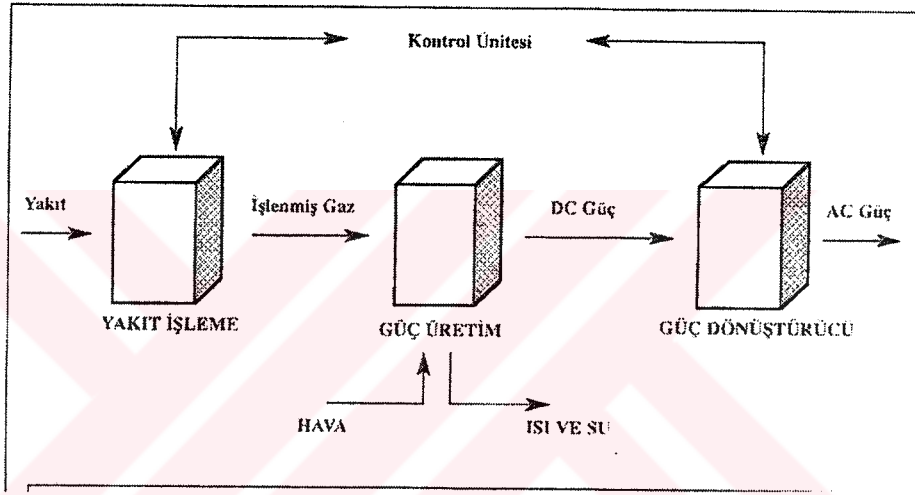 Kontrol Ünitesi
Yakıt
İşlenmiş Gaz
DC Güç
AC Güç
YAKIT İŞLEME
GÜÇ ÜRETİM
GÜÇ DÖNÜŞTÜRÜCÜ
HAVA
ISI VE SU